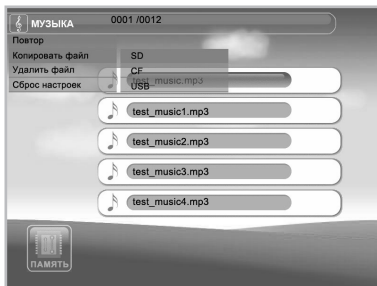 МУЗЫКА 0001 /0012
Повтор
Копировать файл SD
Удалить файл CF
Сброс настроек USB
test_music.mp3
test_music1.mp3
test_music2.mp3
test_music3.mp3
test_music4.mp3
ПАМЯТЬ